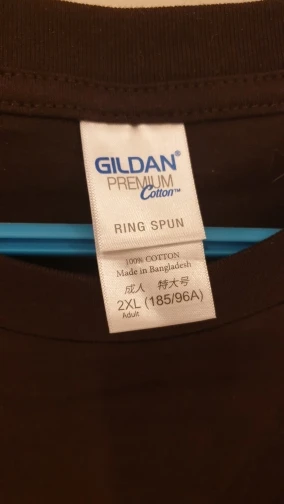 GILDAN®
PREMIUM
Cotton™
RING SPUN
100% COTTON
Made in Bangladesh
成人 特大号
2XL (185/96A)
Adult